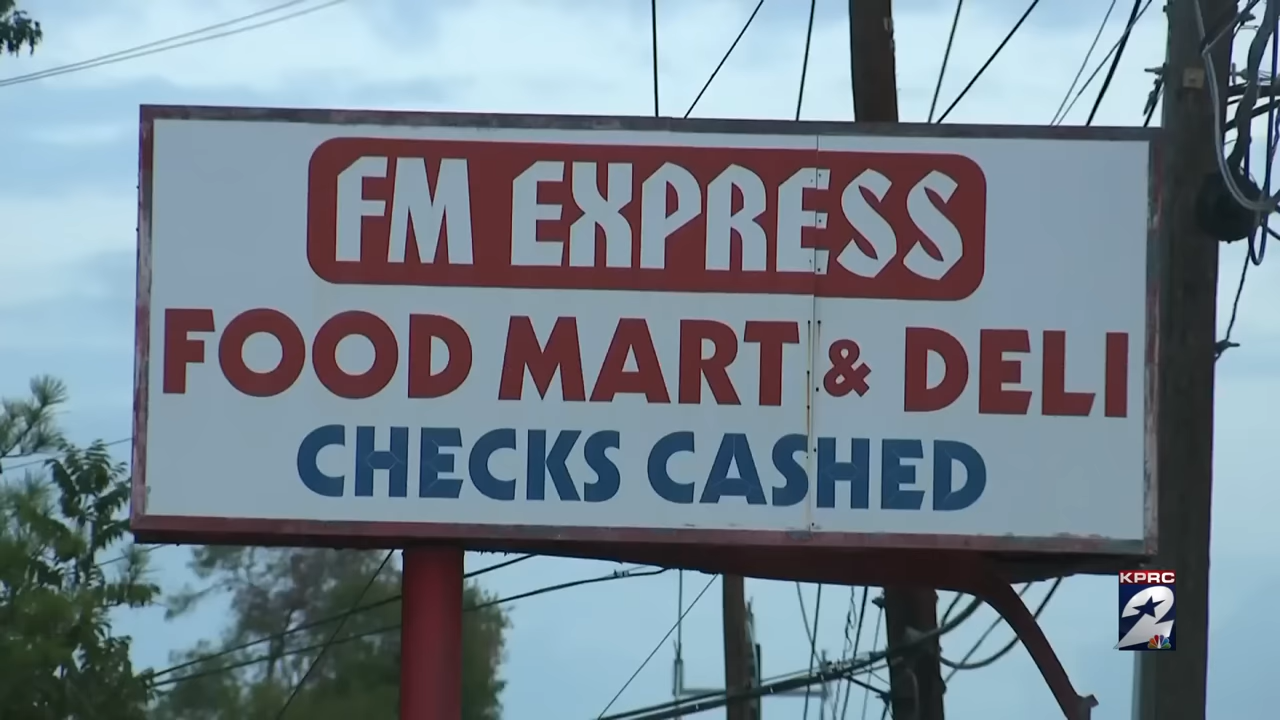 FM EXPRESS
FOOD MART & DELI
CHECKS CASHED
KPRC
2